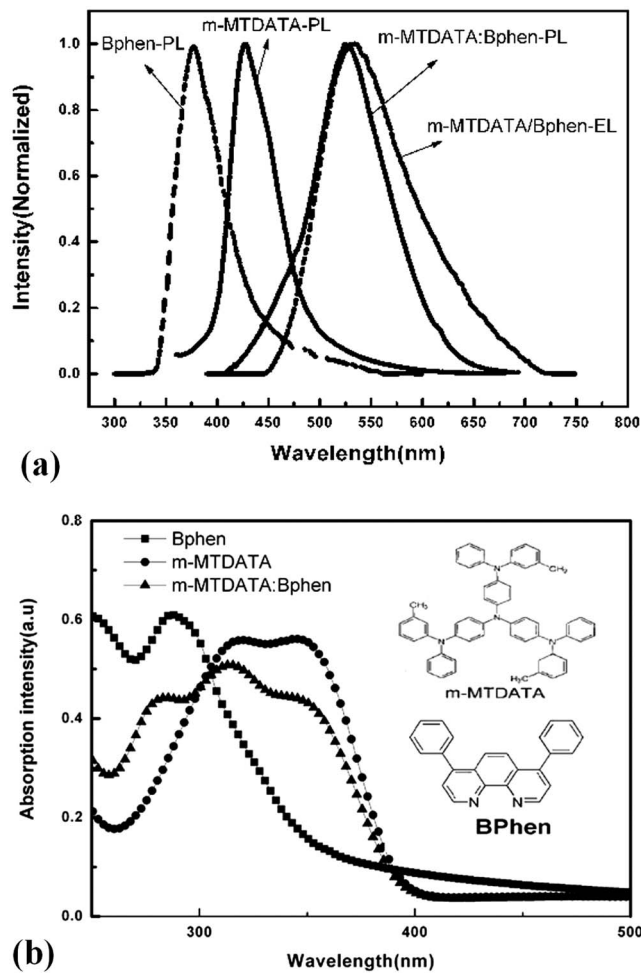 m-MTDATA-PL
m-MTDATA:Bphen-PL
Bphen-PL
m-MTDATA/Bphen-EL
1.0
0.8
0.6
0.4
0.2
0.0
Intensity(Normalized)
300 350 400 450 500 550 600 650 700 750 800
Wavelength(nm)
(a)
0.8
0.6
0.4
0.2
0.0
Absorption intensity(a.u)
Bphen
m-MTDATA
m-MTDATA:Bphen
N
CH₃
CH₃
N
N
N
H₃C
m-MTDATA
N N
BPhen
300 400 500
Wavelength(nm)
(b)